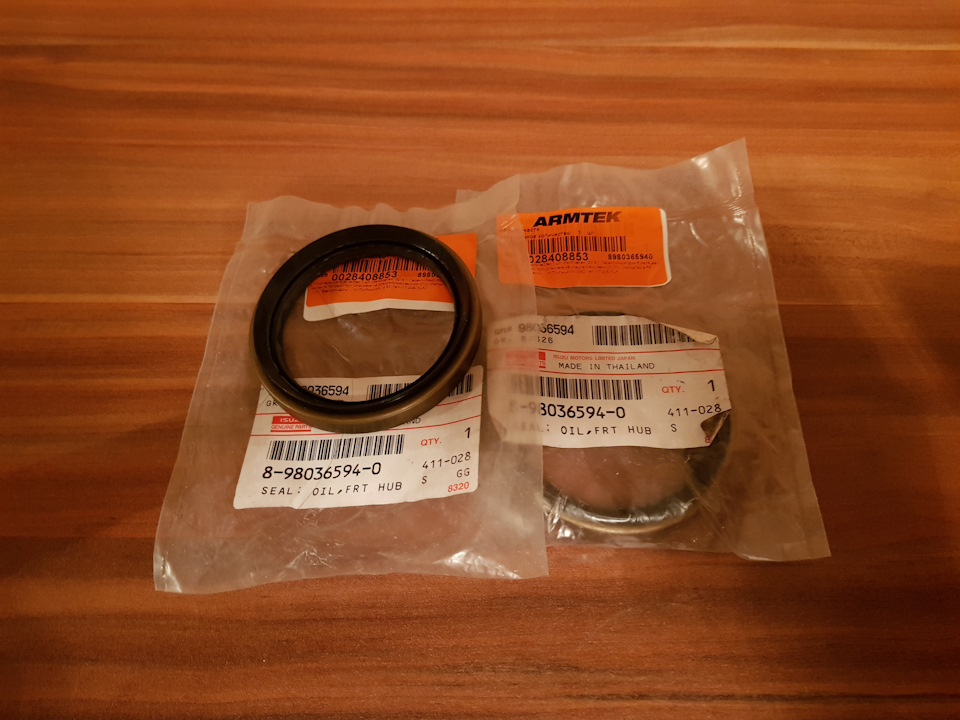 ARMTEK
0028408853
8980365940
0028408853
98036594
ISUZU MOTORS LIMITED JAPAN
MADE IN THAILAND
QTY. 1
8-98036594-0
411-028
SEAL: OIL,FRT HUB S
98036594
ISUZU
GENUINE PARTS
QTY. 1
8-98036594-0
411-028
SEAL: OIL,FRT HUB S GG
8320